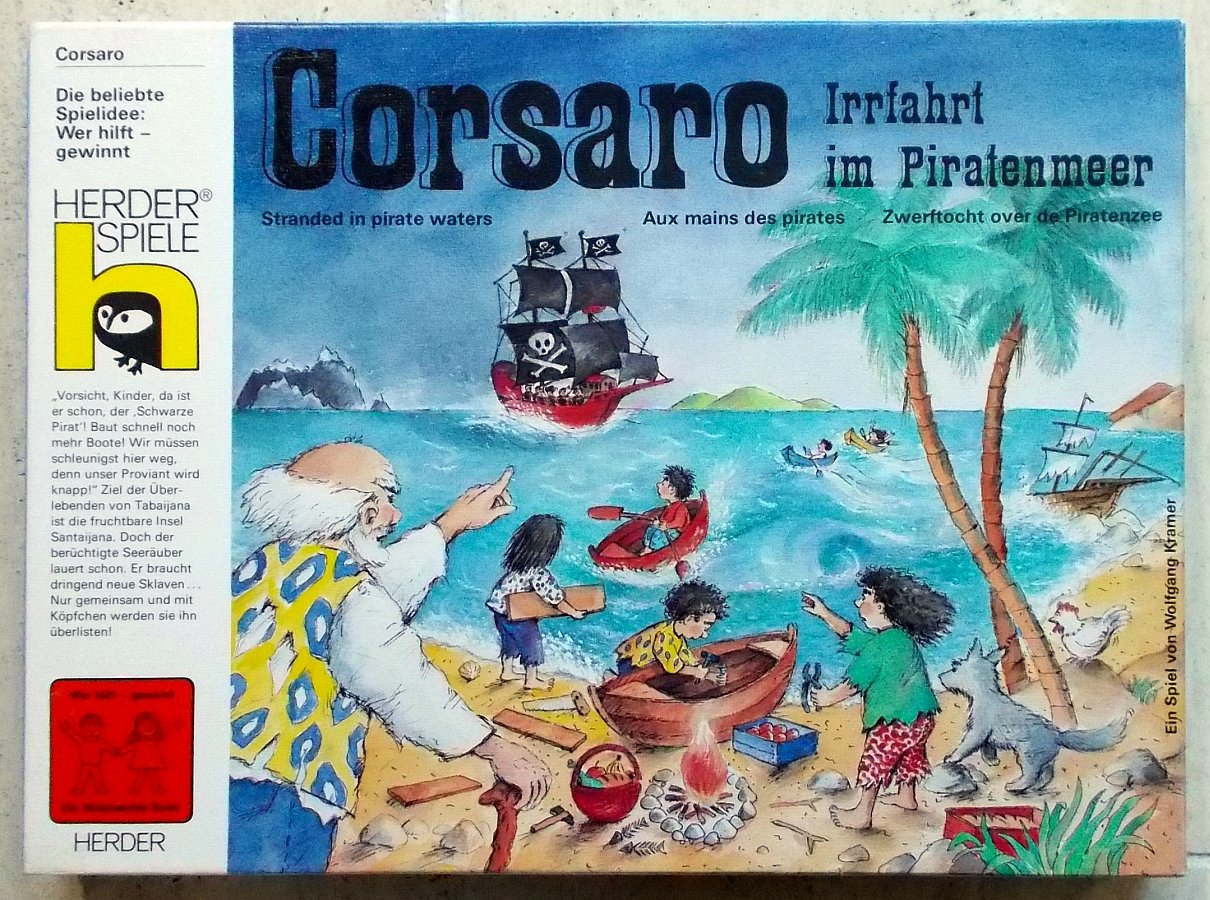 Corsaro
Die beliebte
Spielidee:
Wer hilft –
gewinnt
HERDER®
SPIELE
„Vorsicht, Kinder, da ist
er schon, der ‚Schwarze
Pirat‘! Baut schnell noch
mehr Boote! Wir müssen
schleunigst hier weg,
denn unser Proviant wird
knapp!“ Ziel der Über-
lebenden von Tabaijana
ist die fruchtbare Insel
Santaijana. Doch der
berüchtigte Seeräuber
lauert schon. Er braucht
dringend neue Sklaven...
Nur gemeinsam und mit
Köpfchen werden sie ihn
überlisten!
Wer hilft gewinnt
HERDER
Corsaro
Irrfahrt
im Piratenmeer
Stranded in pirate waters
Aux mains des pirates
Zwerftocht over de Piratenzee
Ein Spiel von Wolfgang Kramer